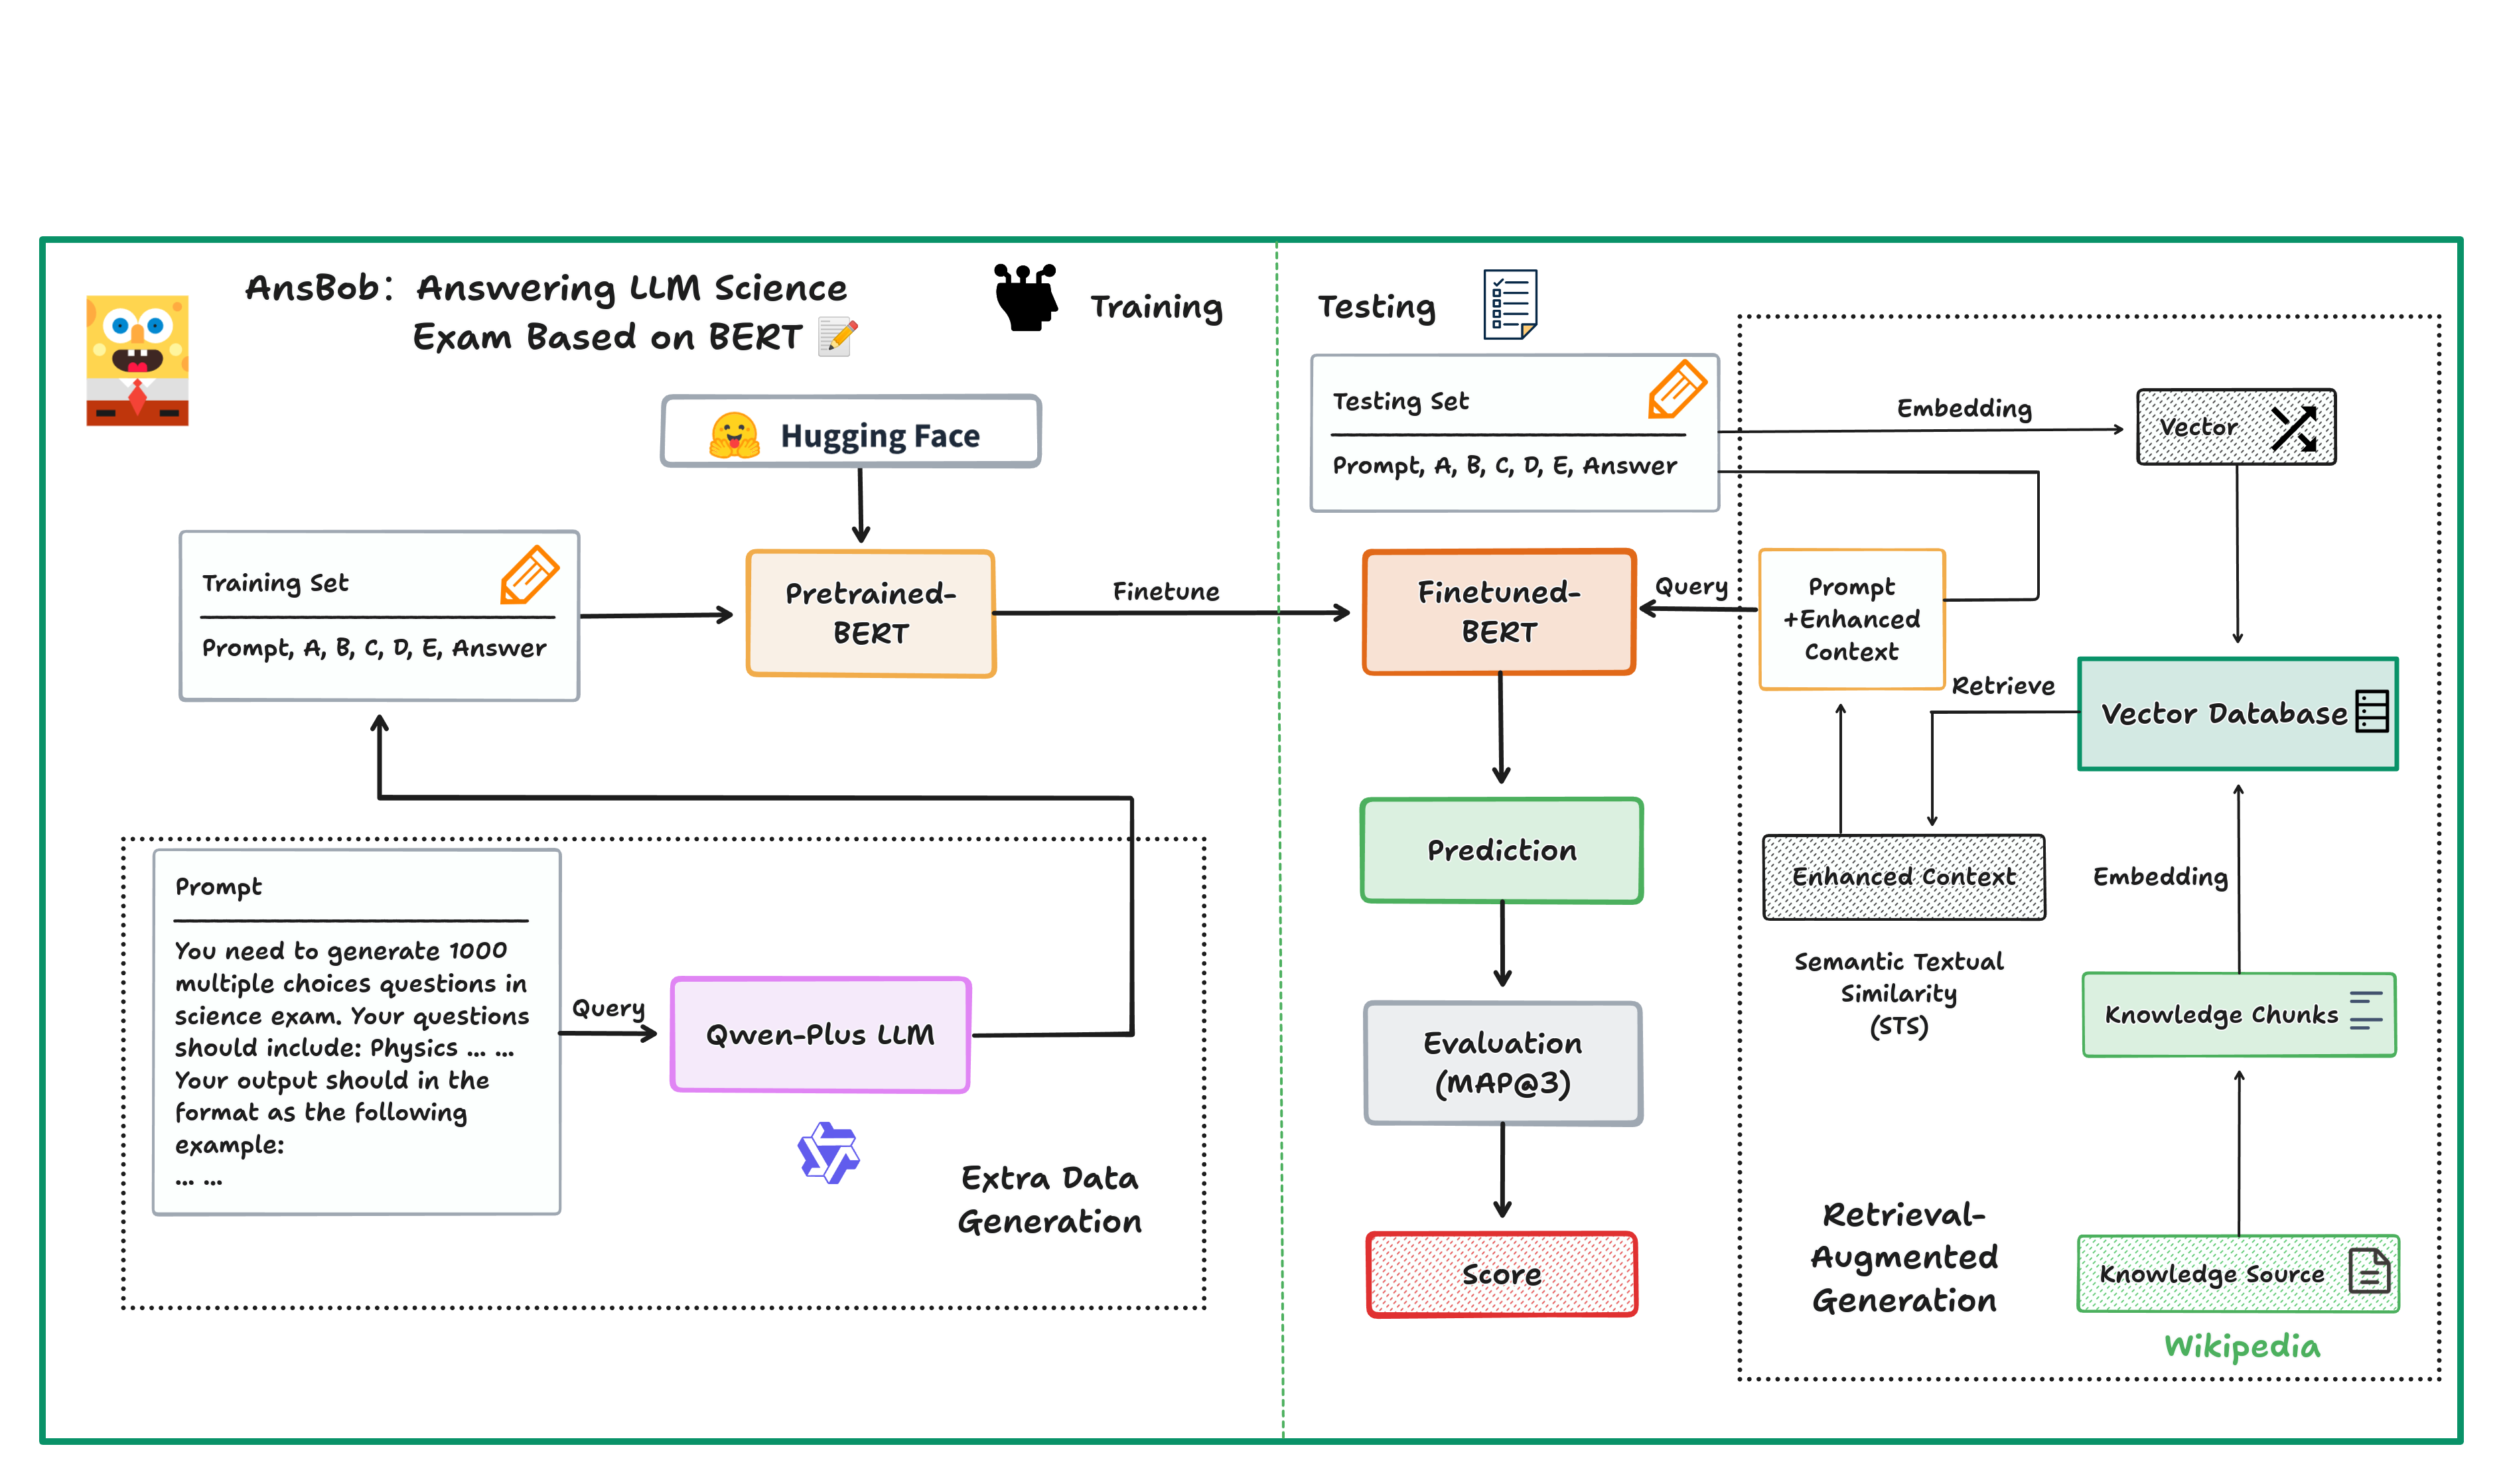 AnsBob: Answering LLM Science
Exam Based on BERT
Training
Hugging Face
Training Set
Prompt, A, B, C, D, E, Answer
Pretrained-
BERT
Finetune
Prompt
You need to generate 1000
multiple choices questions in
science exam. Your questions
should include: Physics ... ...
Your output should in the
format as the following
example:
... ...
Query
Qwen-Plus LLM
Extra Data
Generation
Testing
Testing Set
Prompt, A, B, C, D, E, Answer
Embedding
Vector
Finetuned-
BERT
Query
Prompt
+Enhanced
Context
Retrieve
Vector Database
Prediction
Enhanced Context
Embedding
Semantic Textual
Similarity
(STS)
Knowledge Chunks
Evaluation
(MAP@3)
Score
Retrieval-
Augmented
Generation
Knowledge Source
Wikipedia